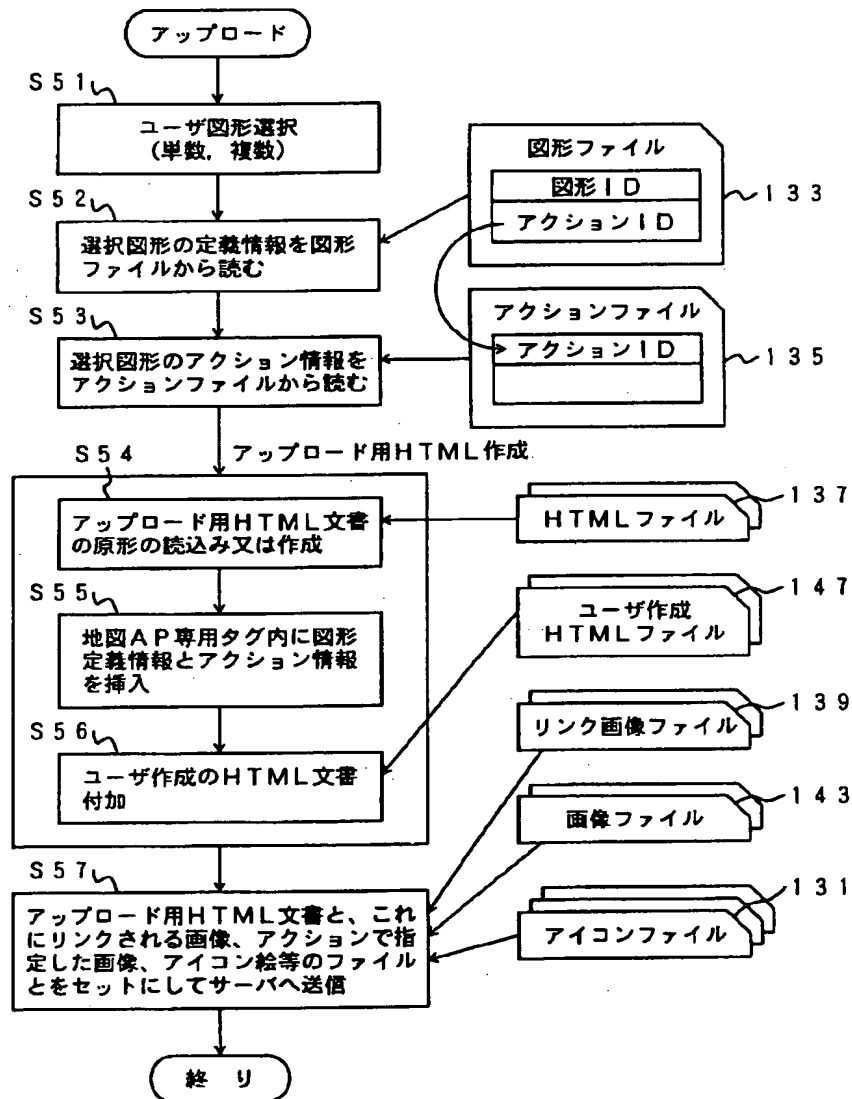 アップロード
S51
ユーザ図形選択
(単数, 複数)
図形ファイル
図形ID
アクションID
133
S52
選択図形の定義情報を図形
ファイルから読む
S53
選択図形のアクション情報を
アクションファイルから読む
アクションファイル
アクションID
135
S54
アップロード用HTML作成
アップロード用HTML文書
の原形の読込み又は作成
HTMLファイル
137
S55
地図AP専用タグ内に図形
定義情報とアクション情報
を挿入
ユーザ作成
HTMLファイル
147
S56
ユーザ作成のHTML文書
付加
リンク画像ファイル
139
画像ファイル
143
S57
アップロード用HTML文書と、これ
にリンクされる画像、アクションで指
定した画像、アイコン絵等のファイル
とをセットにしてサーバへ送信
アイコンファイル
131
終り